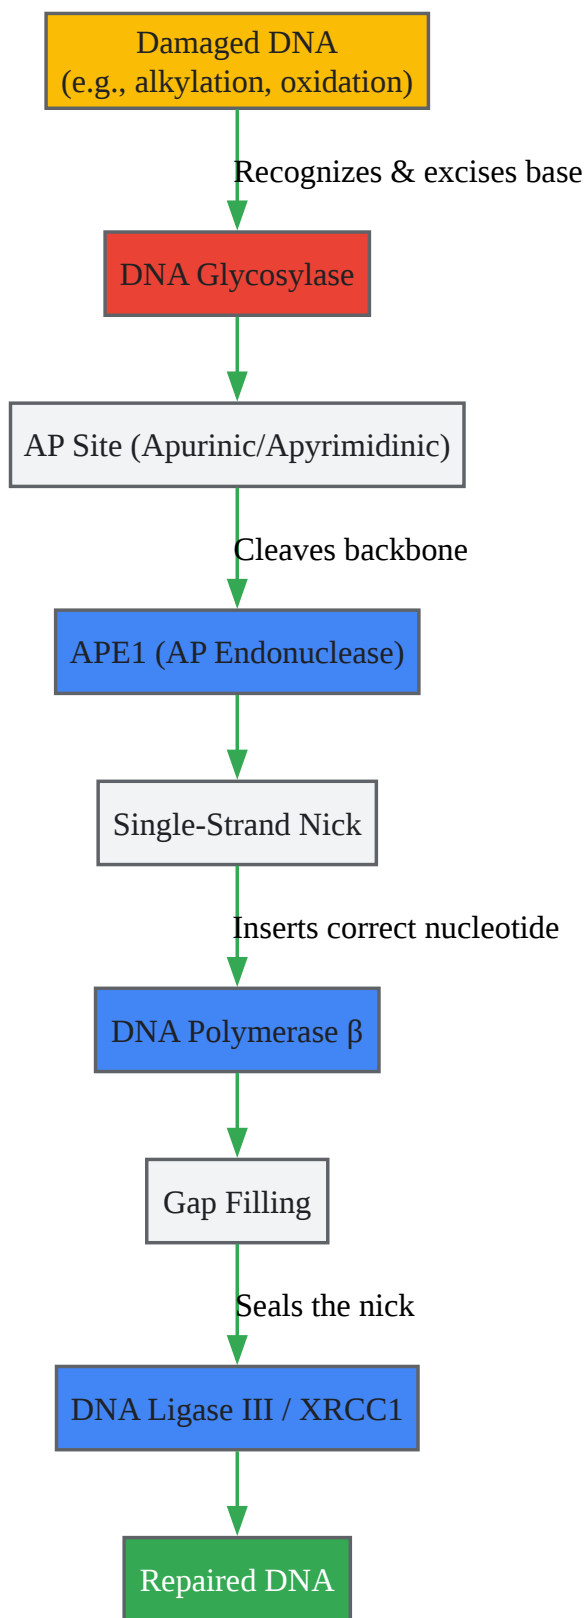 Damaged DNA
(e.g., alkylation, oxidation)
Recognizes & excises base
DNA Glycosylase
AP Site (Apurinic/Apyrimidinic)
Cleaves backbone
APE1 (AP Endonuclease)
Single-Strand Nick
Inserts correct nucleotide
DNA Polymerase β
Gap Filling
Seals the nick
DNA Ligase III / XRCC1
Repaired DNA